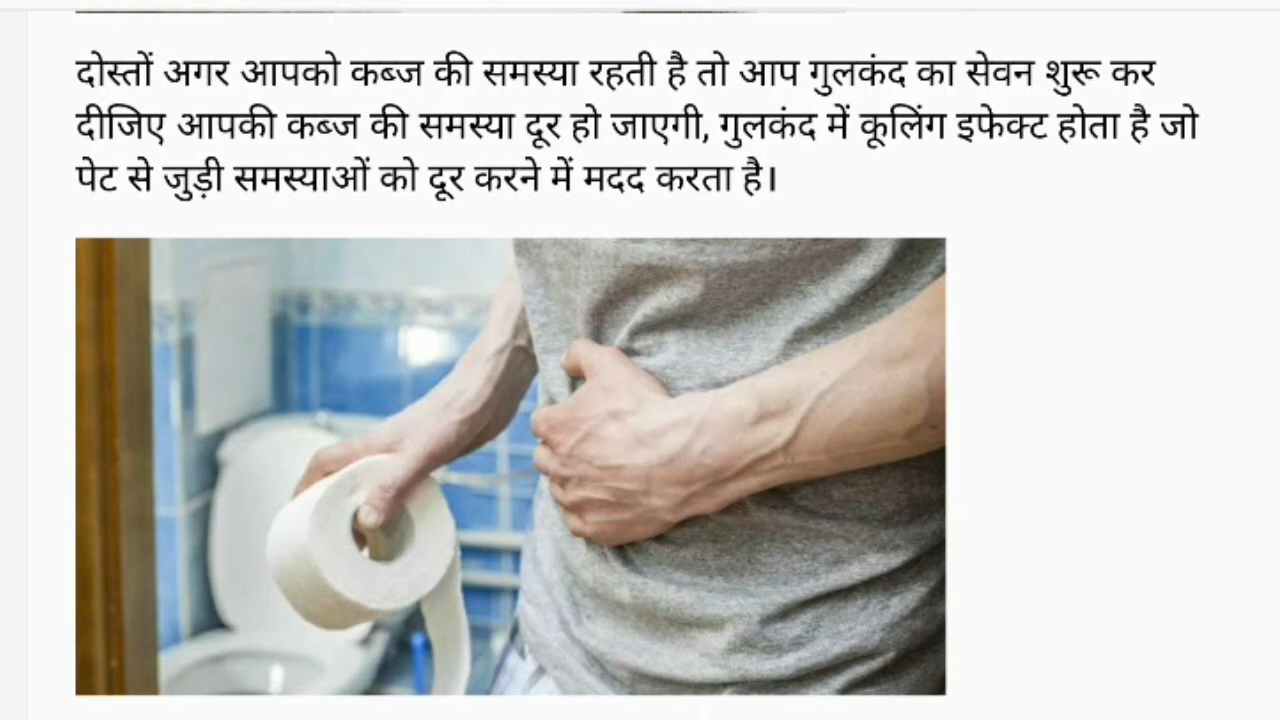 दोस्तों अगर आपको कब्ज की समस्या रहती है तो आप गुलकंद का सेवन शुरू कर
दीजिए आपकी कब्ज की समस्या दूर हो जाएगी, गुलकंद में कूलिंग इफेक्ट होता है जो
पेट से जुड़ी समस्याओं को दूर करने में मदद करता है।